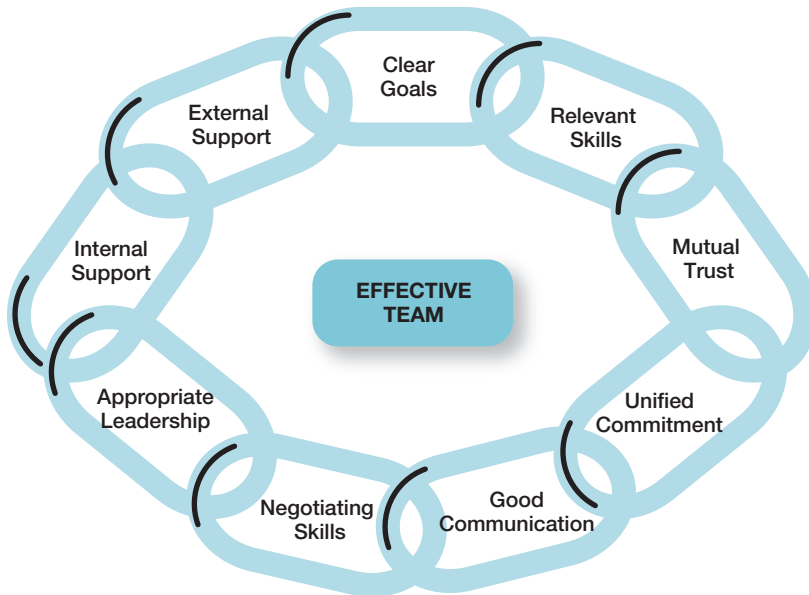 Clear
Goals
Relevant
Skills
Mutual
Trust
Unified
Commitment
Good
Communication
Negotiating
Skills
Appropriate
Leadership
Internal
Support
External
Support
EFFECTIVE
TEAM